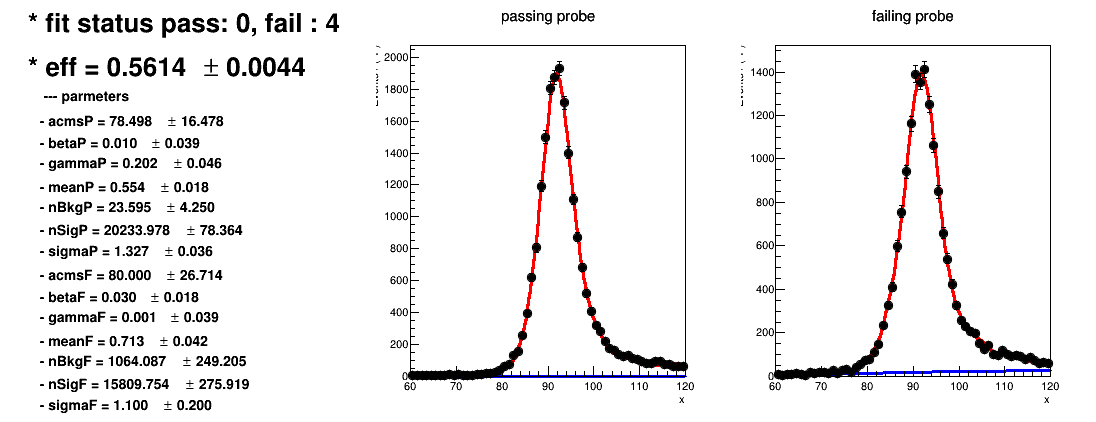 * fit status pass: 0, fail : 4
* eff = 0.5614 ± 0.0044
--- parmeters
- acmsP = 78.498 ± 16.478
- betaP = 0.010 ± 0.039
- gammaP = 0.202 ± 0.046
- meanP = 0.554 ± 0.018
- nBkgP = 23.595 ± 4.250
- nSigP = 20233.978 ± 78.364
- sigmaP = 1.327 ± 0.036
- acmsF = 80.000 ± 26.714
- betaF = 0.030 ± 0.018
- gammaF = 0.001 ± 0.039
- meanF = 0.713 ± 0.042
- nBkgF = 1064.087 ± 249.205
- nSigF = 15809.754 ± 275.919
- sigmaF = 1.100 ± 0.200
passing probe
2000
1800
1600
1400
1200
1000
800
600
400
200
0
60 70 80 90 100 110 120
x
failing probe
1400
1200
1000
800
600
400
200
0
60 70 80 90 100 110 120
x